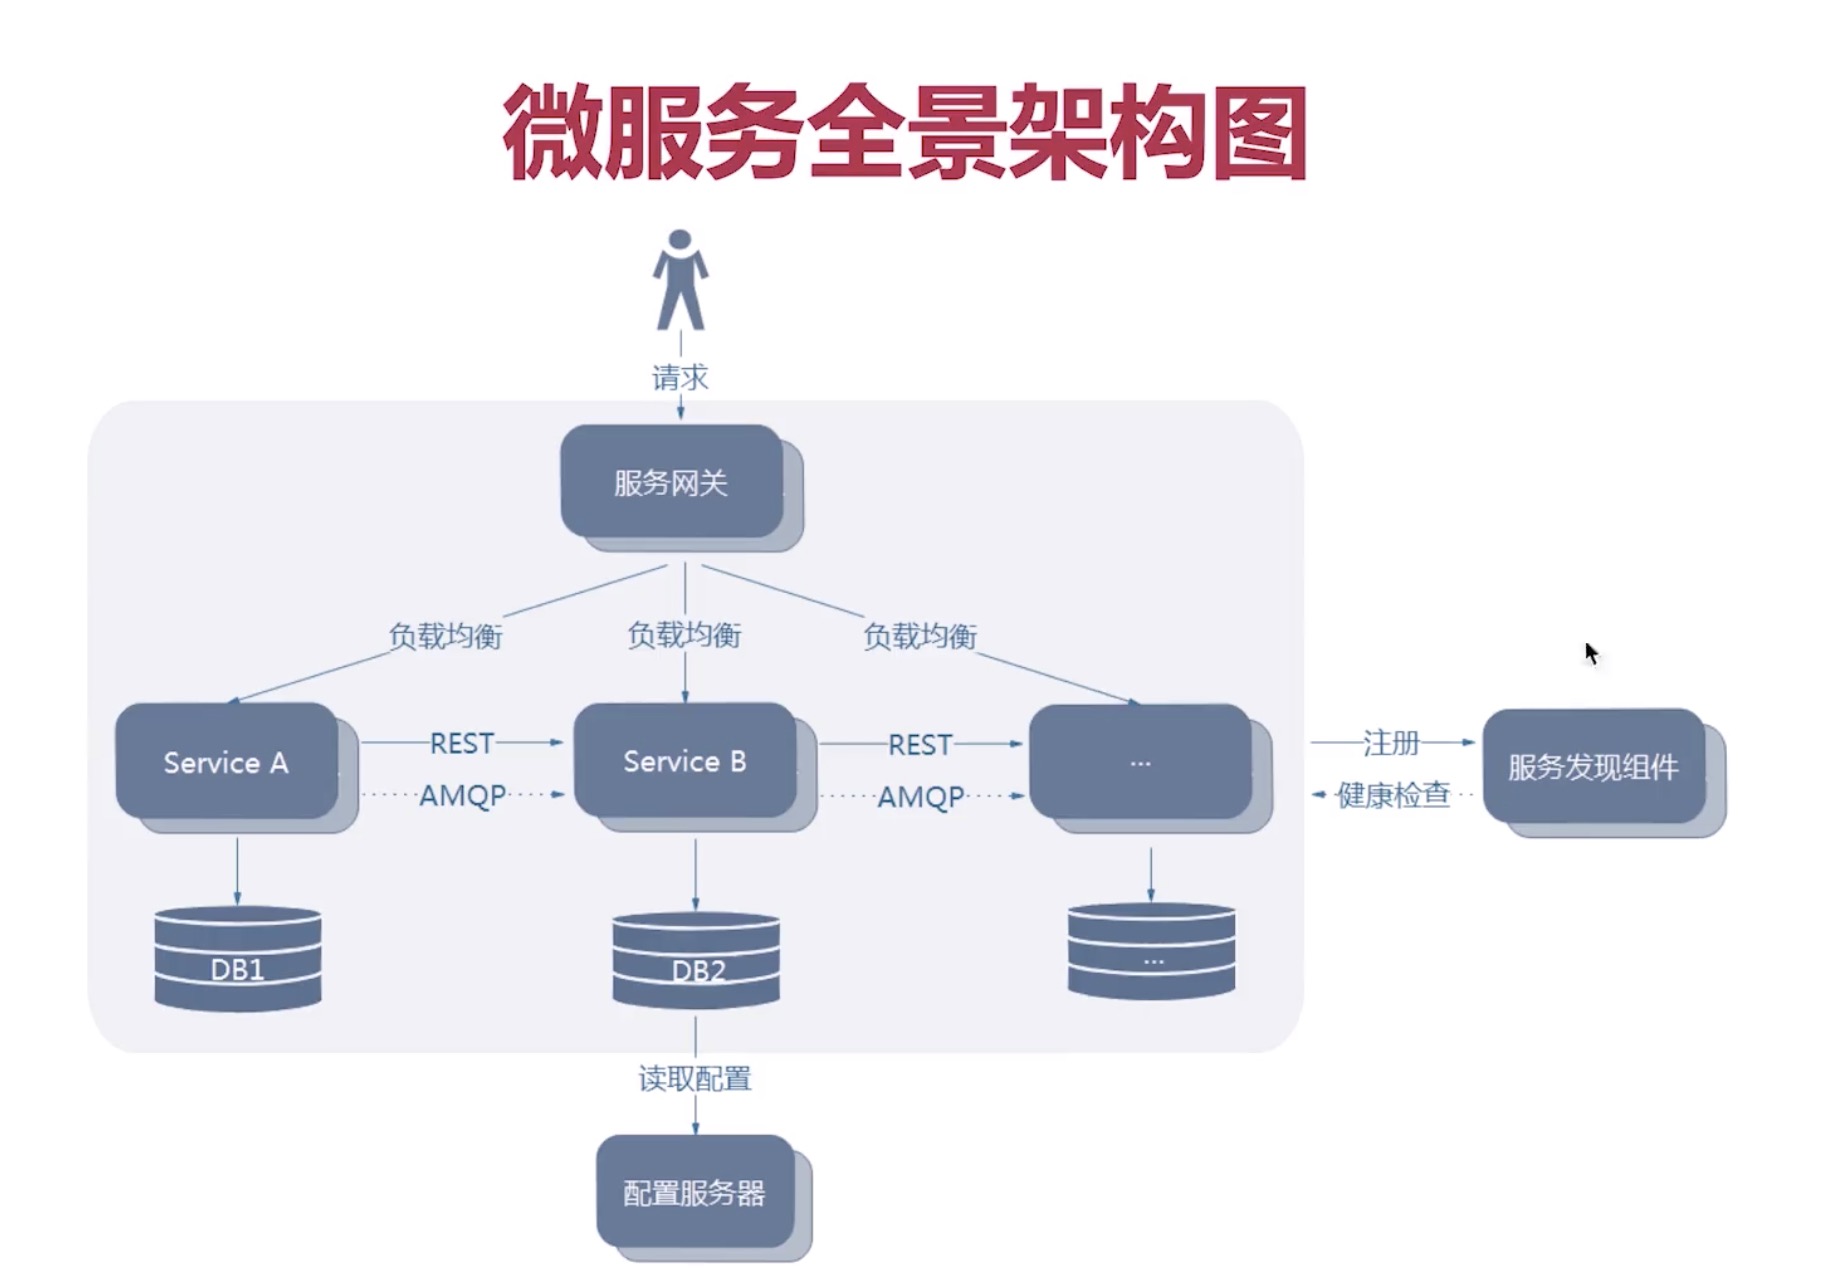 微服务全景架构图
请求
服务网关
负载均衡
负载均衡
负载均衡
Service A
REST
AMQP
Service B
REST
AMQP
...
注册
健康检查
服务发现组件
DB1
DB2
...
读取配置
配置服务器